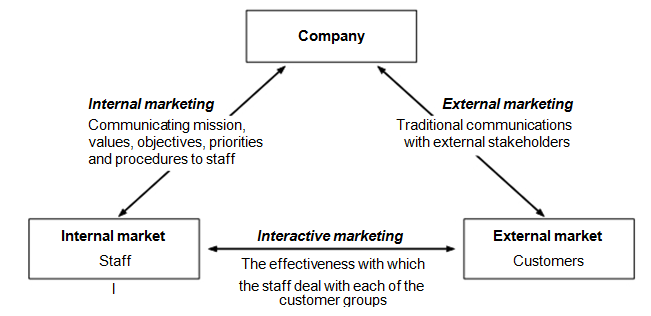 Company
Internal marketing
Communicating mission,
values, objectives, priorities
and procedures to staff
External marketing
Traditional communications
with external stakeholders
Internal market
Staff
I
Interactive marketing
The effectiveness with which
the staff deal with each of the
customer groups
External market
Customers